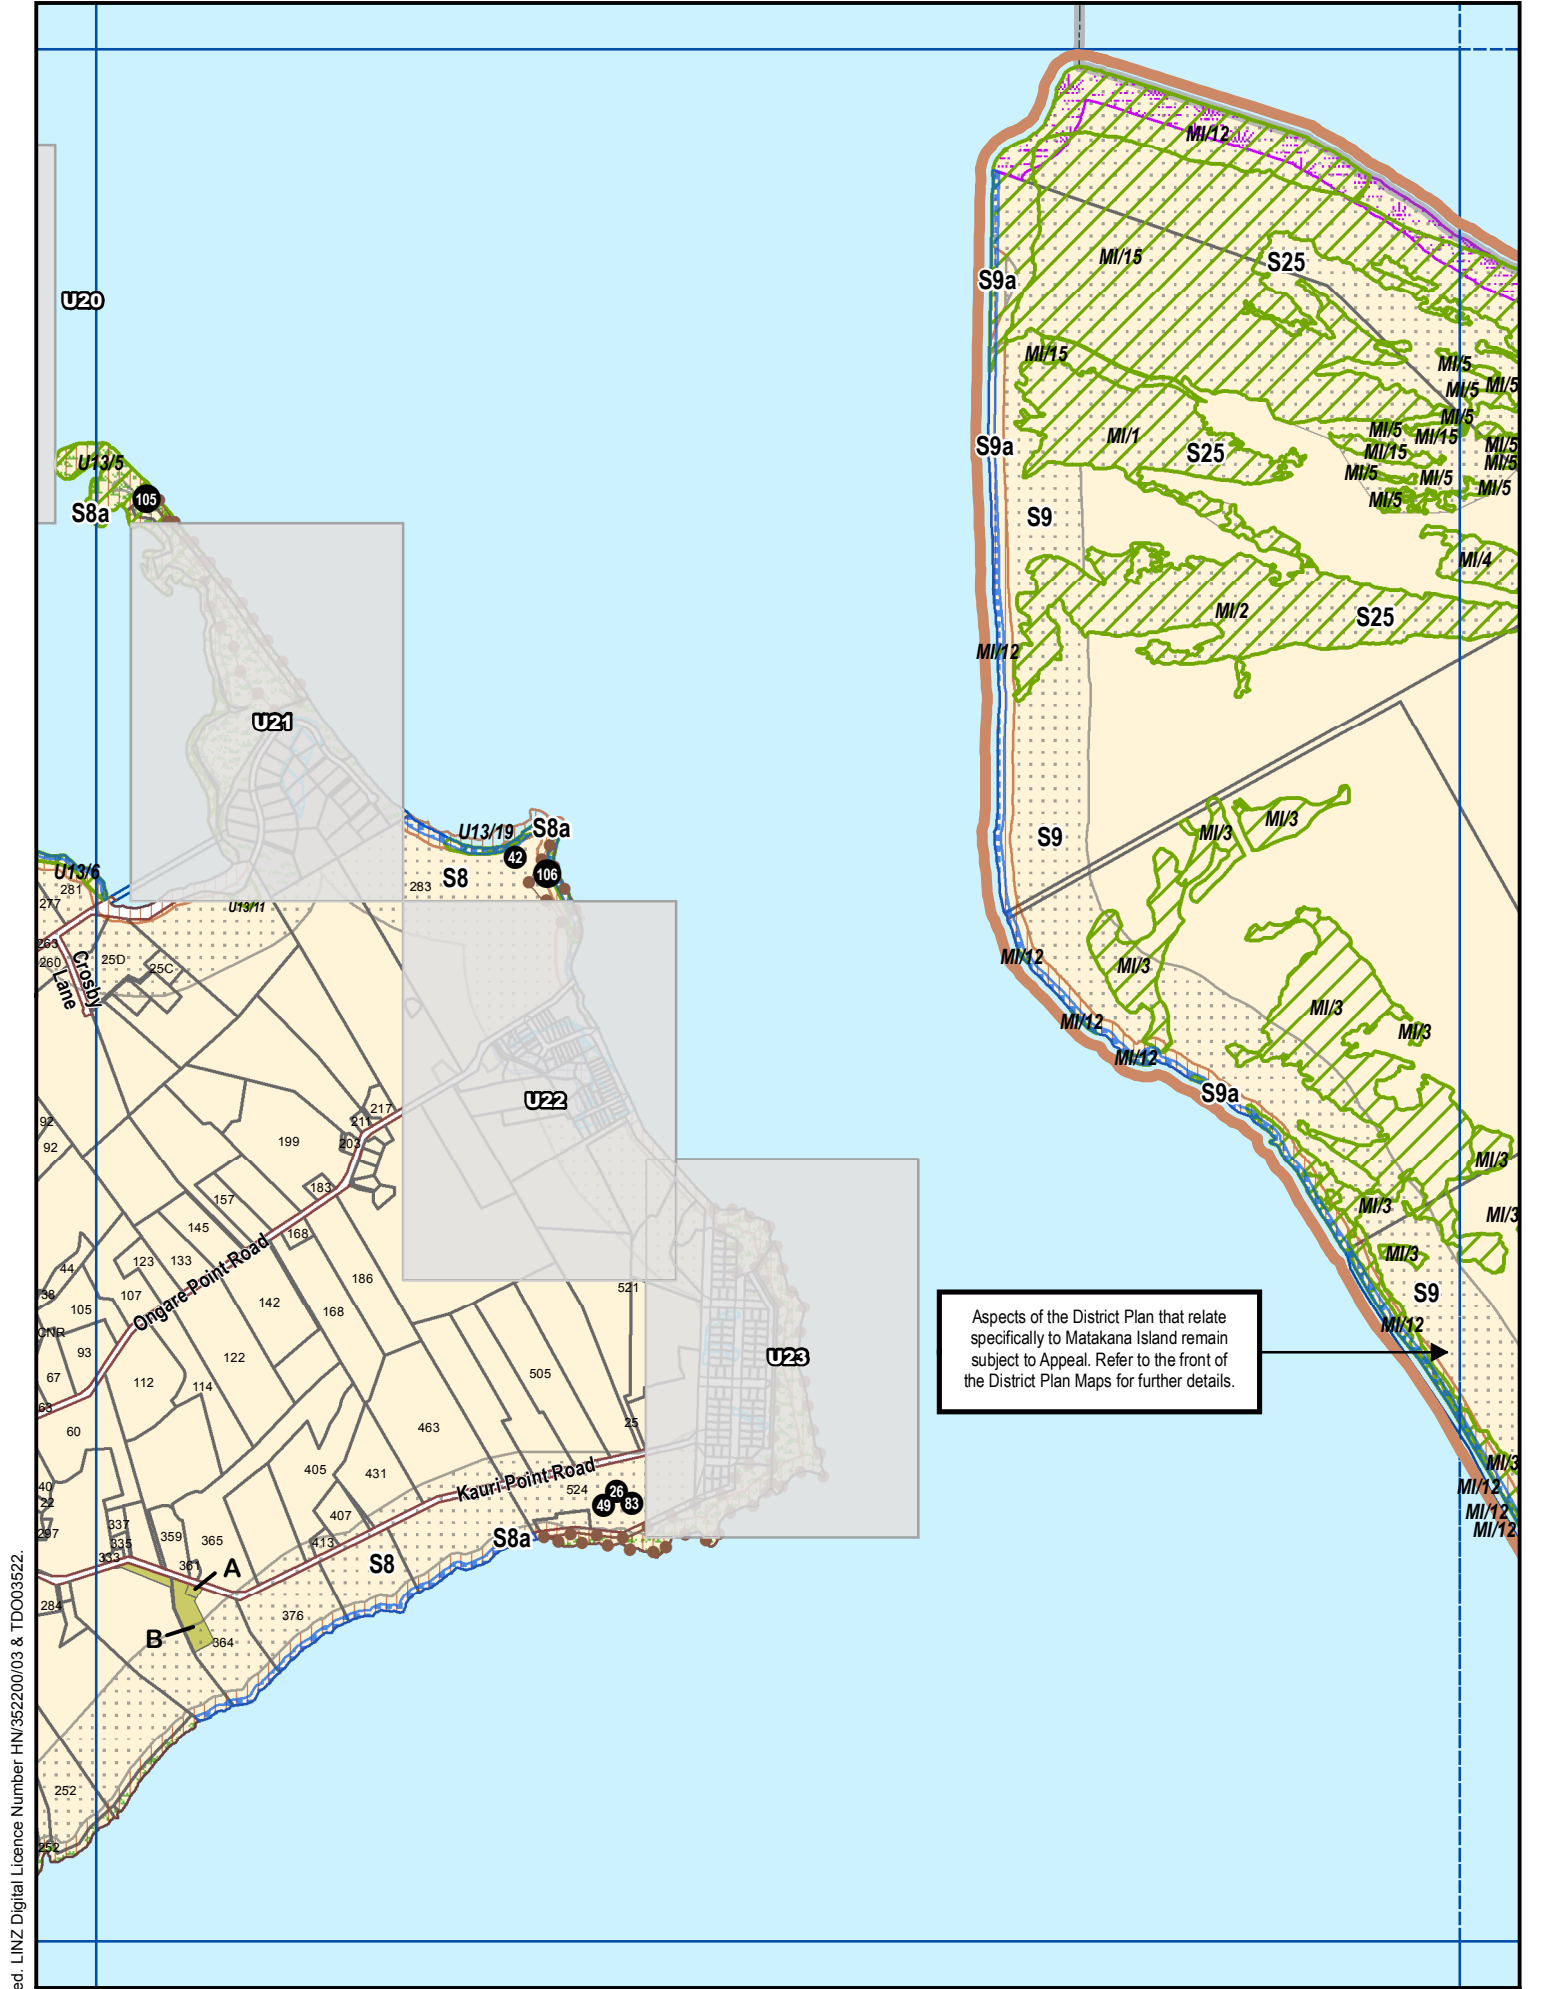 MI/12
MI/15
S25
S9a
U20
MI/15
MI/5
MI/5
MI/5
MI/5
MI/5
MI/15
MI/1
S9a
S25
MI/15
MI/5
MI/5
MI/5
MI/5
MI/5
MI/5
U13/5
105
S8a
S9
MI/4
MI/2
S25
MI/12
U21
U13/19
S8a
42
S8
106
283
MI/3
MI/3
S9
U13/6
281
277
U13/11
263
260
25D
25C
Crosby
Lane
MI/12
MI/3
MI/3
MI/3
MI/12
MI/12
S9a
U22
217
211
203
199
92
92
183
157
145
168
MI/3
MI/3
MI/3
MI/3
44
38
123
133
186
105
107
142
168
Ongare Point Road
521
S9
CNR
93
67
122
112
114
63
60
505
U23
Aspects of the District Plan that relate
specifically to Matakana Island remain
subject to Appeal. Refer to the front of
the District Plan Maps for further details.
MI/12
463
25
405
431
Kauri Point Road
524
26
49
83
40
22
297
337
335
333
359
365
361
407
413
S8a
S8
MI/3
MI/12
MI/12
MI/12
A
B
284
376
364
252
252
ed. LINZ Digital Licence Number HN/352200/03 & TDO03522.